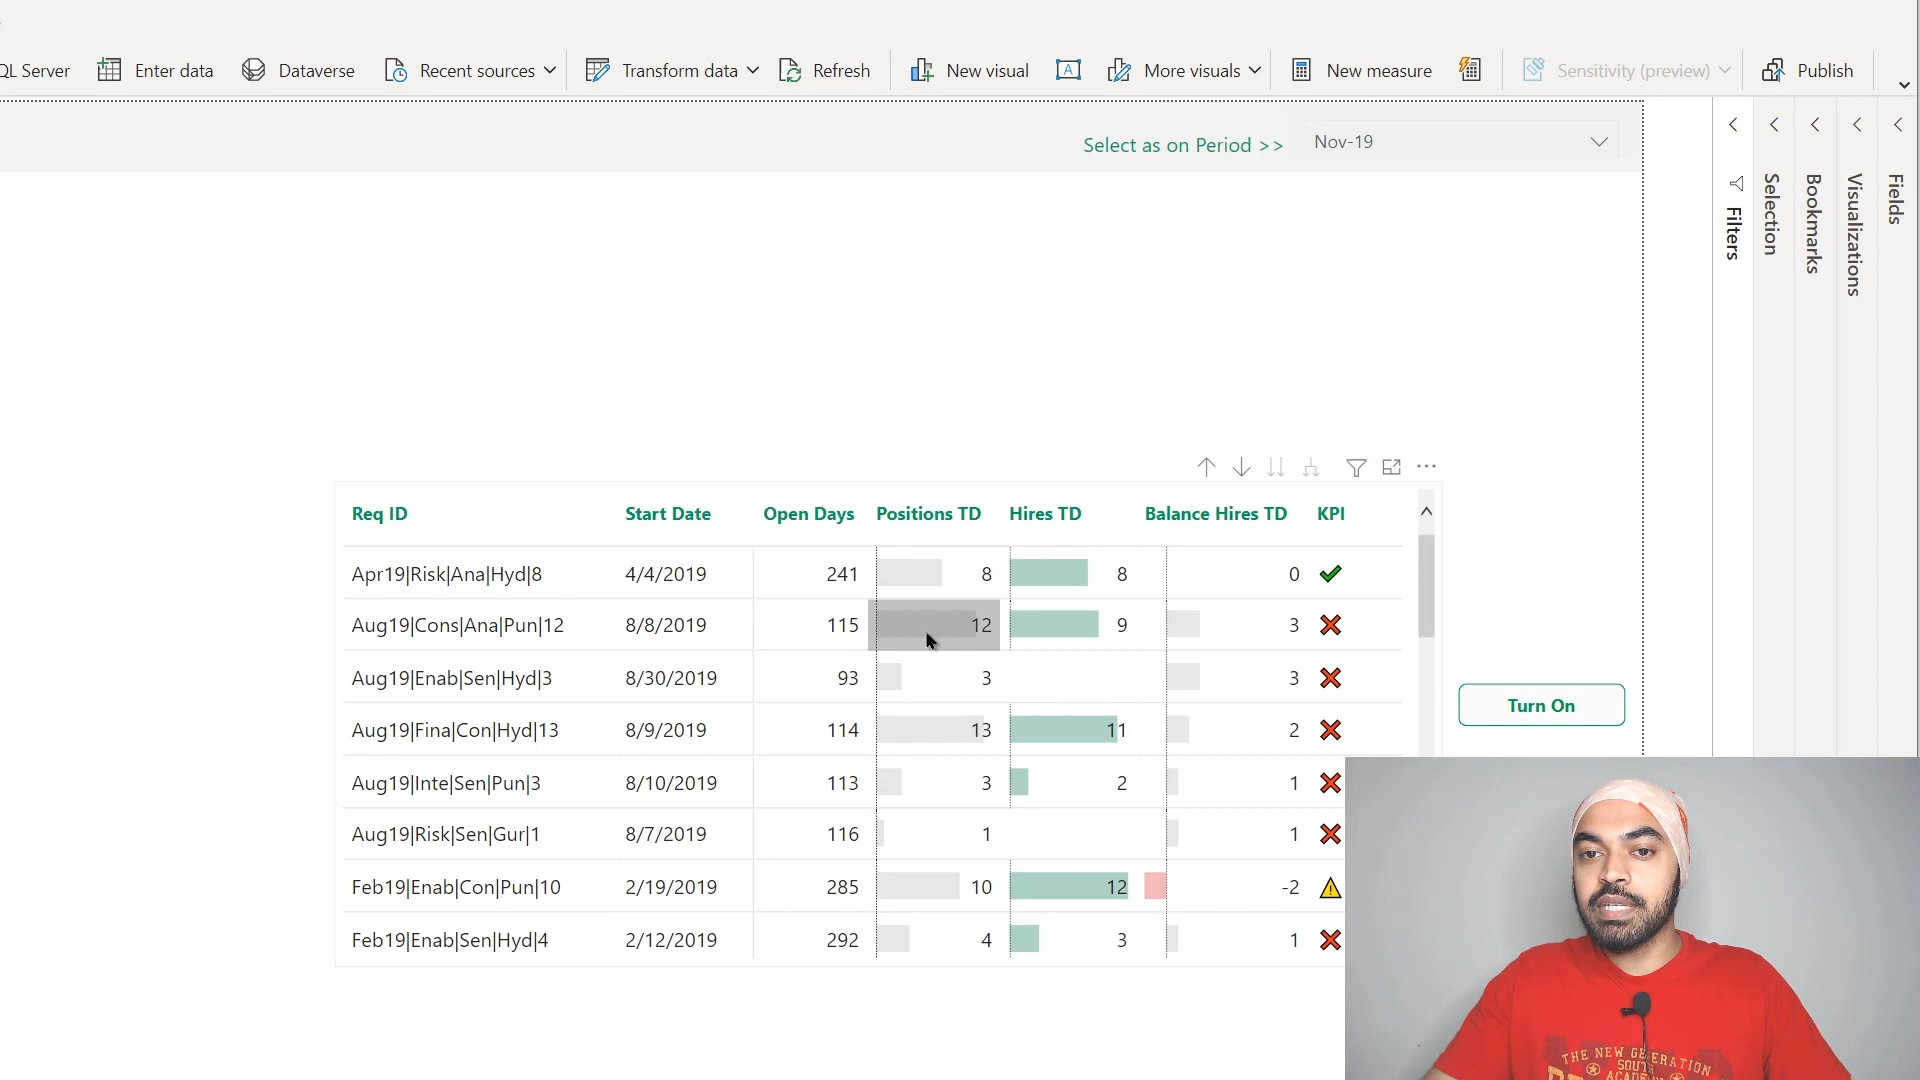 QL Server Enter data Dataverse Recent sources Transform data Refresh New visual More visuals New measure Sensitivity (preview) Publish
Select as on Period >> Nov-19
Filters
Selection
Bookmarks
Visualizations
Fields
Req ID Start Date Open Days Positions TD Hires TD Balance Hires TD KPI
Apr19|Risk|Ana|Hyd|8 4/4/2019 241 8 8 0
Aug19|Cons|Ana|Pun|12 8/8/2019 115 12 9 3
Aug19|Enab|Sen|Hyd|3 8/30/2019 93 3 3
Aug19|Fina|Con|Hyd|13 8/9/2019 114 13 11 2
Aug19|Inte|Sen|Pun|3 8/10/2019 113 3 2 1
Aug19|Risk|Sen|Gur|1 8/7/2019 116 1 1
Feb19|Enab|Con|Pun|10 2/19/2019 285 10 12 -2
Feb19|Enab|Sen|Hyd|4 2/12/2019 292 4 3 1
Turn On
THE NEW GENERATION
SOUTH
ACADEMY